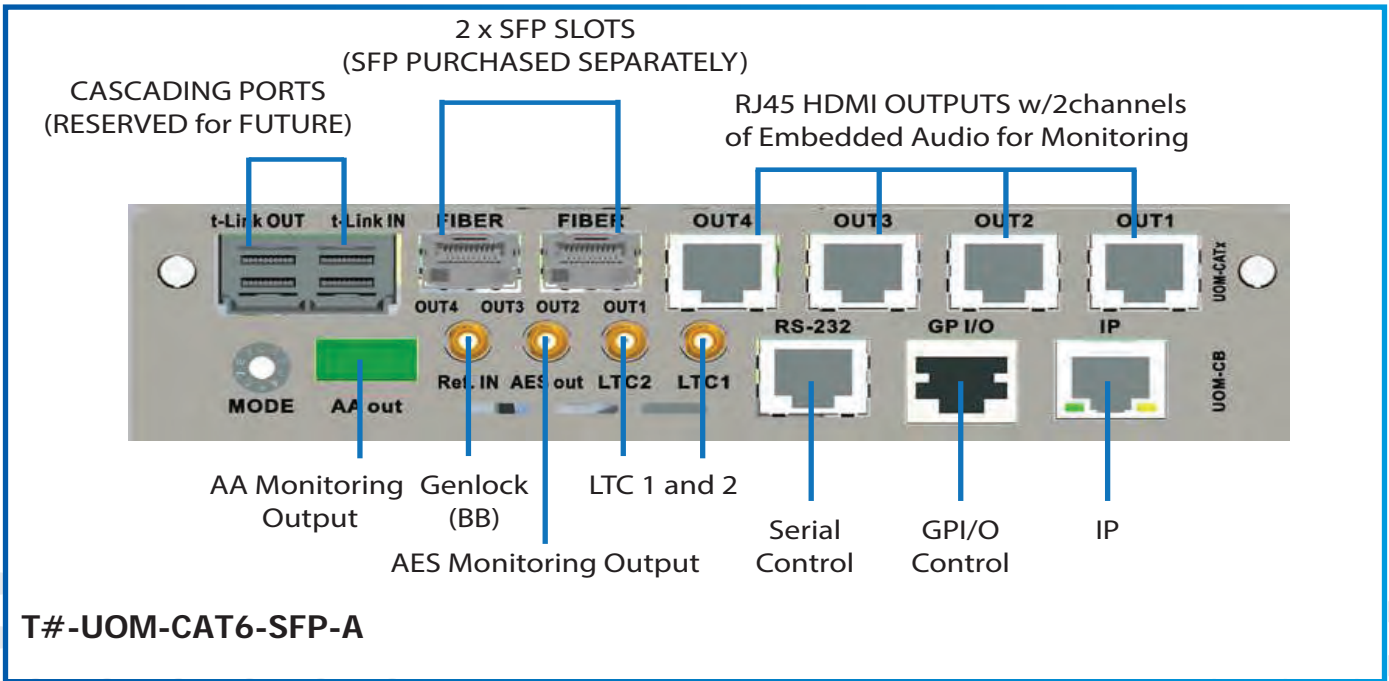 2 x SFP SLOTS
(SFP PURCHASED SEPARATELY)
CASCADING PORTS
(RESERVED for FUTURE)
RJ45 HDMI OUTPUTS w/2channels
of Embedded Audio for Monitoring
t-Link OUT t-Link IN FIBER FIBER OUT4 OUT3 OUT2 OUT1
UOM-CATx
OUT4 OUT3 OUT2 OUT1
RS-232 GP I/O IP
Ref. IN AES out LTC2 LTC1
MODE AA out
UOM-CB
AA Monitoring
Output
Genlock
(BB)
LTC 1 and 2
AES Monitoring Output
Serial
Control
GPI/O
Control
IP
T#-UOM-CAT6-SFP-A